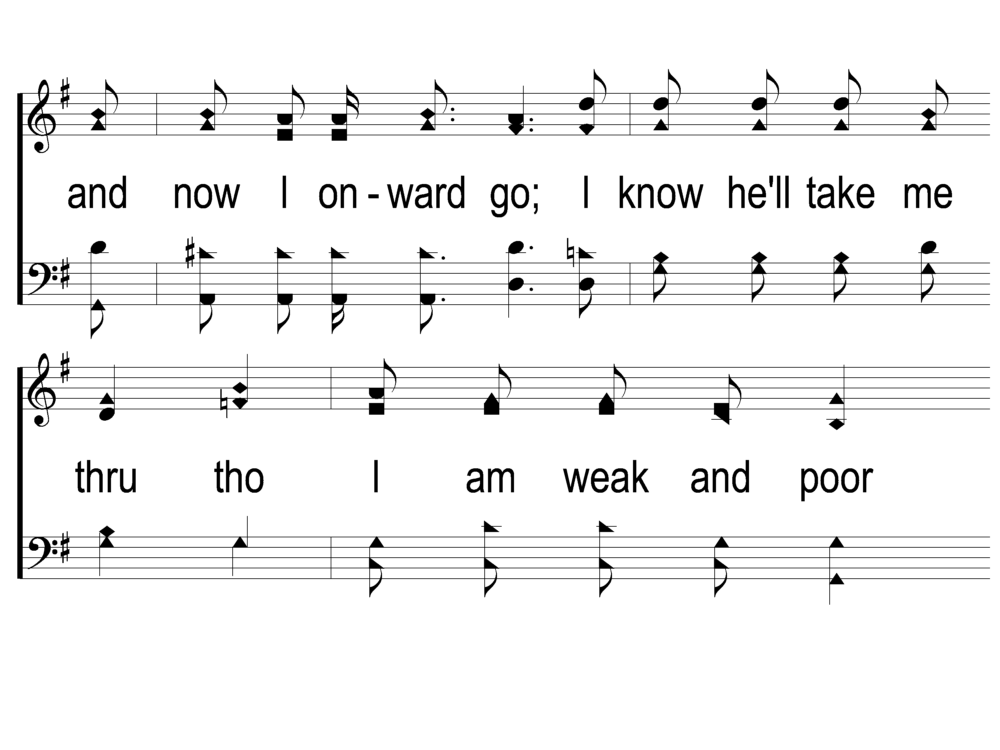 and now I on - ward go; I know he'll take me
thru tho I am weak and poor